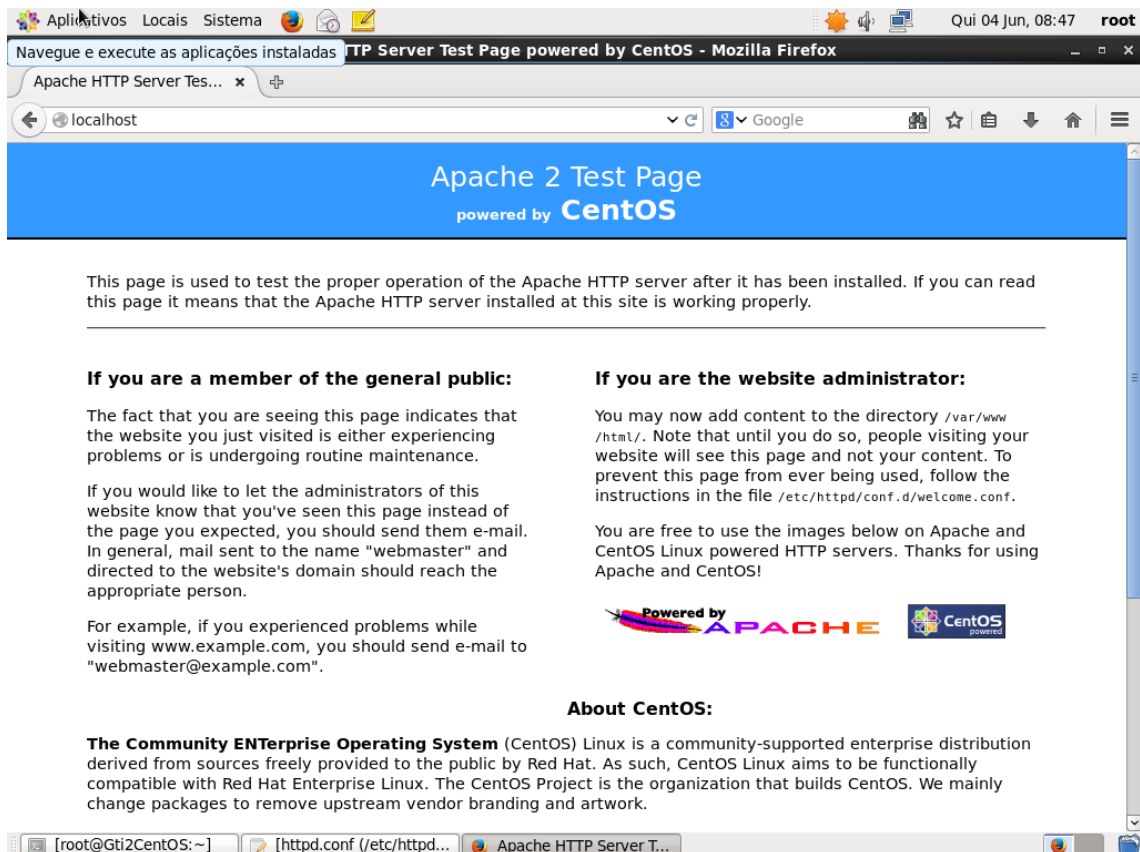 Aplicativos Locais Sistema Qui 04 Jun, 08:47 root
Navegue e execute as aplicações instaladas TTP Server Test Page powered by CentOS - Mozilla Firefox
Apache HTTP Server Tes...
localhost Google
Apache 2 Test Page
powered by CentOS
This page is used to test the proper operation of the Apache HTTP server after it has been installed. If you can read
this page it means that the Apache HTTP server installed at this site is working properly.
If you are a member of the general public:
The fact that you are seeing this page indicates that
the website you just visited is either experiencing
problems or is undergoing routine maintenance.
If you would like to let the administrators of this
website know that you've seen this page instead of
the page you expected, you should send them e-mail.
In general, mail sent to the name "webmaster" and
directed to the website's domain should reach the
appropriate person.
For example, if you experienced problems while
visiting www.example.com, you should send e-mail to
"webmaster@example.com".
If you are the website administrator:
You may now add content to the directory /var/www
/html/. Note that until you do so, people visiting your
website will see this page and not your content. To
prevent this page from ever being used, follow the
instructions in the file /etc/httpd/conf.d/welcome.conf.
You are free to use the images below on Apache and
CentOS Linux powered HTTP servers. Thanks for using
Apache and CentOS!
Powered by
APACHE
CentOS
powered
About CentOS:
The Community ENTerprise Operating System (CentOS) Linux is a community-supported enterprise distribution
derived from sources freely provided to the public by Red Hat. As such, CentOS Linux aims to be functionally
compatible with Red Hat Enterprise Linux. The CentOS Project is the organization that builds CentOS. We mainly
change packages to remove upstream vendor branding and artwork.
[root@Gti2CentOS:~] [httpd.conf (/etc/httpd... Apache HTTP Server T...